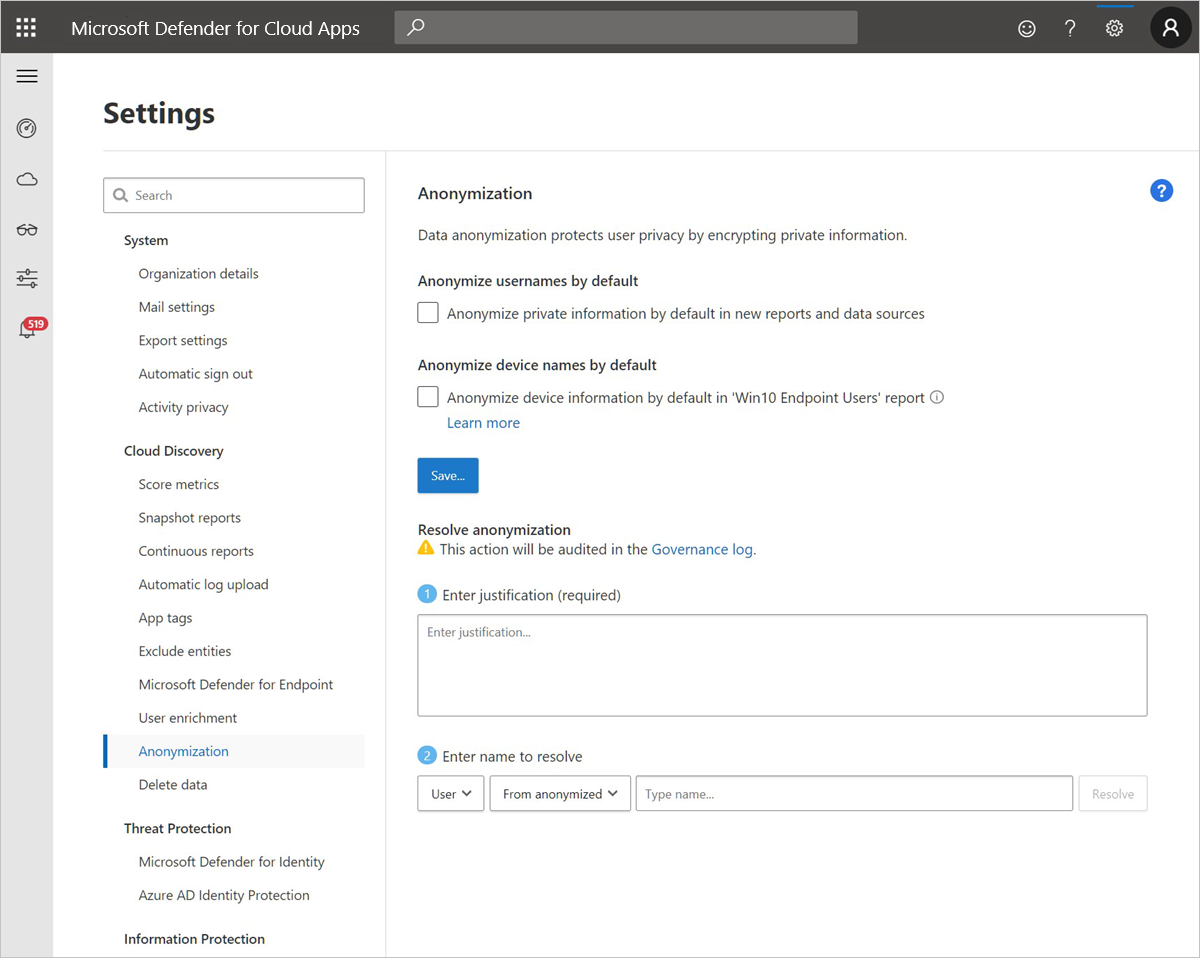 Microsoft Defender for Cloud Apps
?
519
Settings
Search
System
Organization details
Mail settings
Export settings
Automatic sign out
Activity privacy
Cloud Discovery
Score metrics
Snapshot reports
Continuous reports
Automatic log upload
App tags
Exclude entities
Microsoft Defender for Endpoint
User enrichment
Anonymization
Delete data
Threat Protection
Microsoft Defender for Identity
Azure AD Identity Protection
Information Protection
Anonymization
?
Data anonymization protects user privacy by encrypting private information.
Anonymize usernames by default
Anonymize private information by default in new reports and data sources
Anonymize device names by default
Anonymize device information by default in 'Win10 Endpoint Users' report
Learn more
Save...
Resolve anonymization
This action will be audited in the Governance log.
1 Enter justification (required)
Enter justification...
2 Enter name to resolve
User From anonymized Type name... Resolve